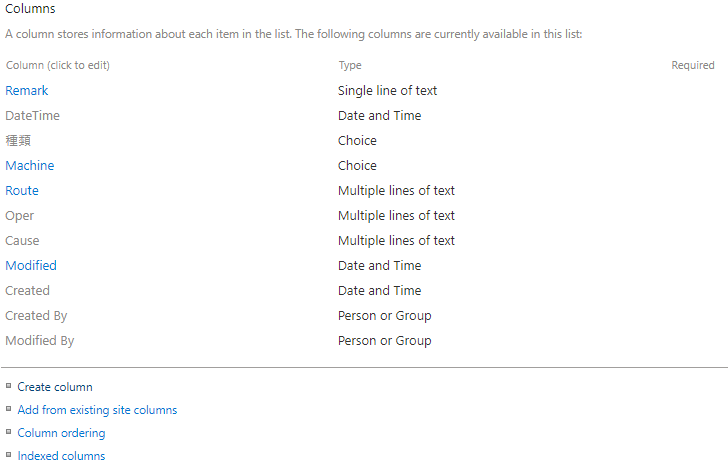 Columns
A column stores information about each item in the list. The following columns are currently available in this list:
Column (click to edit) Type Required
Remark Single line of text
DateTime Date and Time
種類 Choice
Machine Choice
Route Multiple lines of text
Oper Multiple lines of text
Cause Multiple lines of text
Modified Date and Time
Created Date and Time
Created By Person or Group
Modified By Person or Group
Create column
Add from existing site columns
Column ordering
Indexed columns